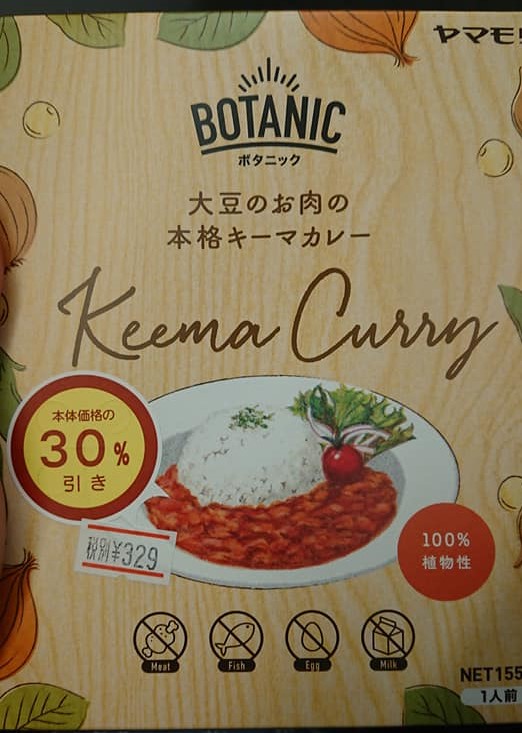 ヤマモリ
BOTANIC
ボタニック
大豆のお肉の
本格キーマカレー
Keema Curry
本体価格の
30%
引き
税別¥329
100%
植物性
Meat
Fish
Egg
Milk
NET155
1人前